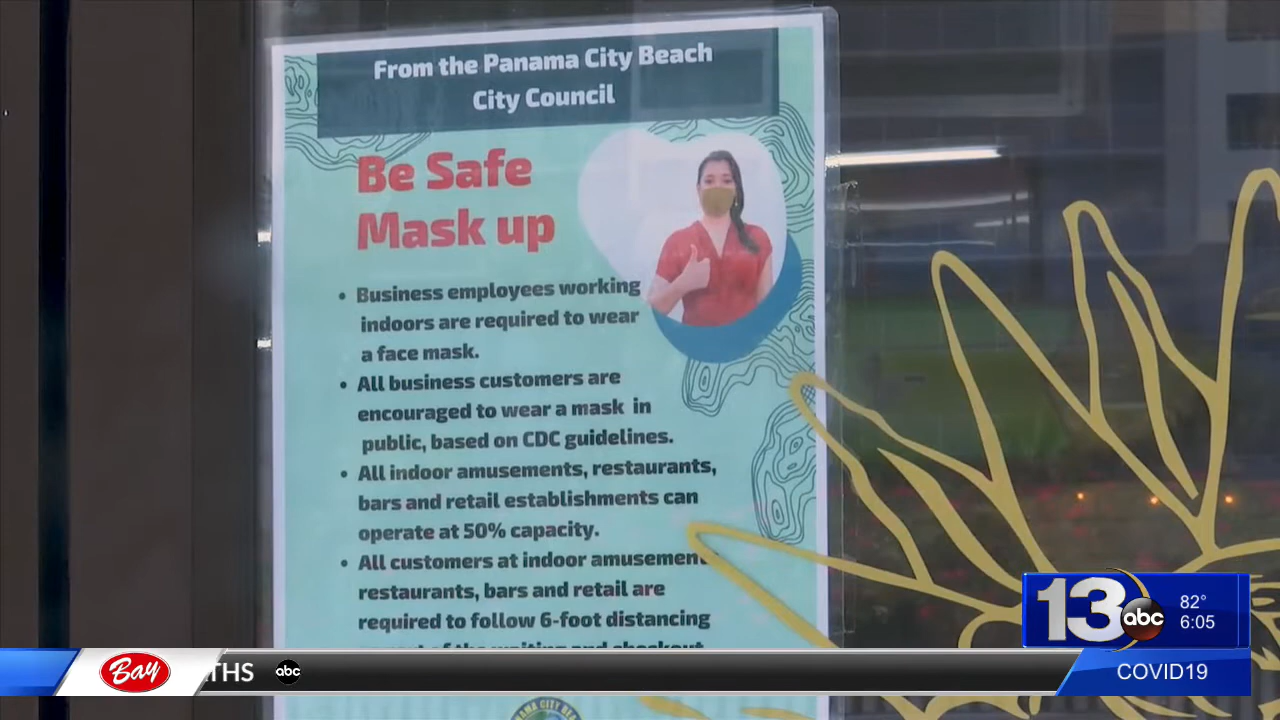 From the Panama City Beach
City Council
Be Safe
Mask up
• Business employees working
indoors are required to wear
a face mask.
• All business customers are
encouraged to wear a mask in
public, based on CDC guidelines.
• All indoor amusements, restaurants,
bars and retail establishments can
operate at 50% capacity.
• All customers at indoor amusement
restaurants, bars and retail are
required to follow 6-foot distancing
13 abc
82°
6:05
Bay
THS abc
COVID19